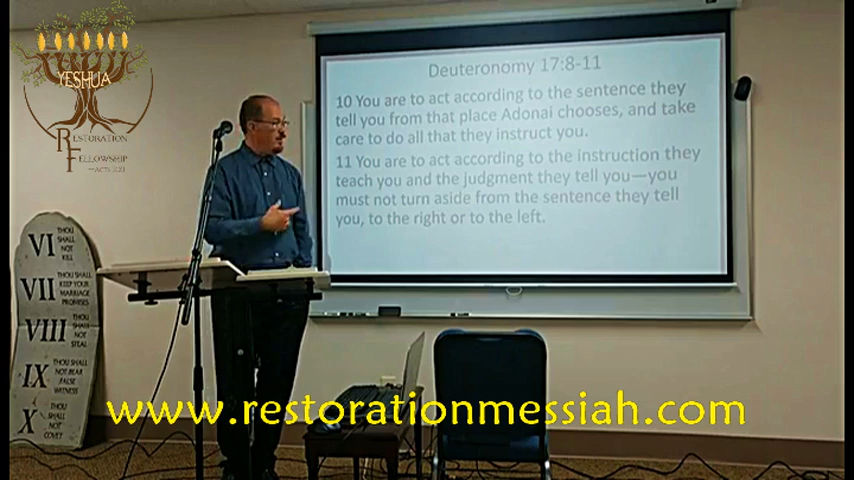 YESHUA
RESTORATION
FELLOWSHIP
Deuteronomy 17:8-11
10 You are to act according to the sentence they
tell you from that place Adonai chooses, and take
care to do all that they instruct you.
11 You are to act according to the instruction they
teach you and the judgment they tell you—you
must not turn aside from the sentence they tell
you, to the right or to the left.
VI THOU
SHALL
NOT
KILL
VII THOU SHALL
KEEP YOUR
MARRIAGE
PROMISES
VIII THOU
SHALL
NOT
STEAL
IX THOU SHALL
NOT BEAR
FALSE
WITNESS
X THOU
SHALL
NOT
COVET
www.restorationmessiah.com